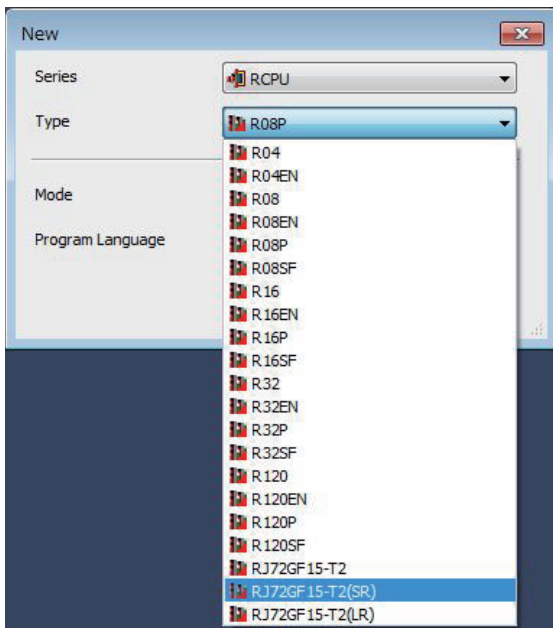 New
Series RCPU
Type R08P
R04
R04EN
R08
R08EN
Mode
R08P
Program Language
R08SF
R16
R16EN
R16P
R16SF
R32
R32EN
R32P
R32SF
R120
R120EN
R120P
R120SF
RJ72GF15-T2
RJ72GF15-T2(SR)
RJ72GF15-T2(LR)